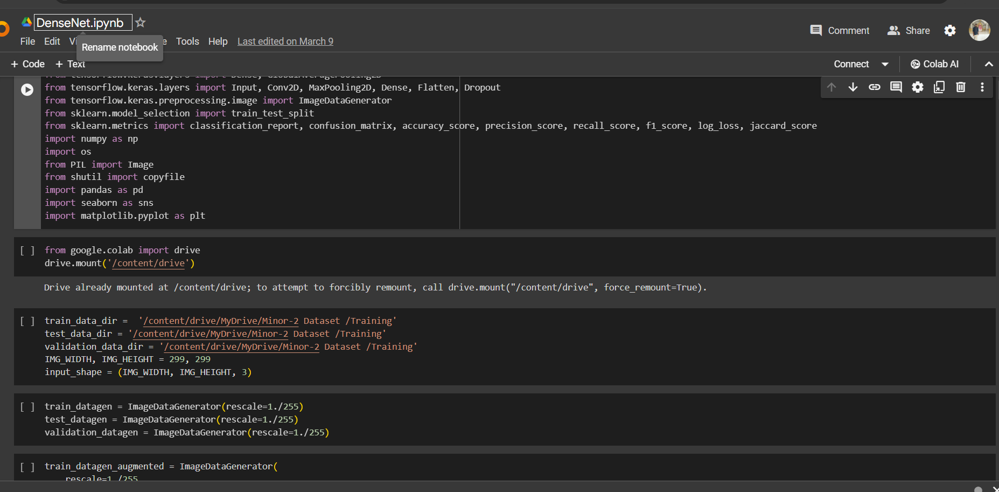 DenseNet.ipynb
File Edit Vi e Tools Help Last edited on March 9
Rename notebook
Comment
Share
+ Code + Text
Connect
Colab AI
from tensorflow.keras.layers import Dense, GlobalAveragePooling2D
from tensorflow.keras.layers import Input, Conv2D, MaxPooling2D, Dense, Flatten, Dropout
from tensorflow.keras.preprocessing.image import ImageDataGenerator
from sklearn.model_selection import train_test_split
from sklearn.metrics import classification_report, confusion_matrix, accuracy_score, precision_score, recall_score, f1_score, log_loss, jaccard_score
import numpy as np
import os
from PIL import Image
from shutil import copyfile
import pandas as pd
import seaborn as sns
import matplotlib.pyplot as plt
[ ] from google.colab import drive
drive.mount('/content/drive')
Drive already mounted at /content/drive; to attempt to forcibly remount, call drive.mount("/content/drive", force_remount=True).
[ ] train_data_dir =  '/content/drive/MyDrive/Minor-2 Dataset /Training'
test_data_dir = '/content/drive/MyDrive/Minor-2 Dataset /Training'
validation_data_dir = '/content/drive/MyDrive/Minor-2 Dataset /Training'
IMG_WIDTH, IMG_HEIGHT = 299, 299
input_shape = (IMG_WIDTH, IMG_HEIGHT, 3)
[ ] train_datagen = ImageDataGenerator(rescale=1./255)
test_datagen = ImageDataGenerator(rescale=1./255)
validation_datagen = ImageDataGenerator(rescale=1./255)
[ ] train_datagen_augmented = ImageDataGenerator(
rescale=1./255